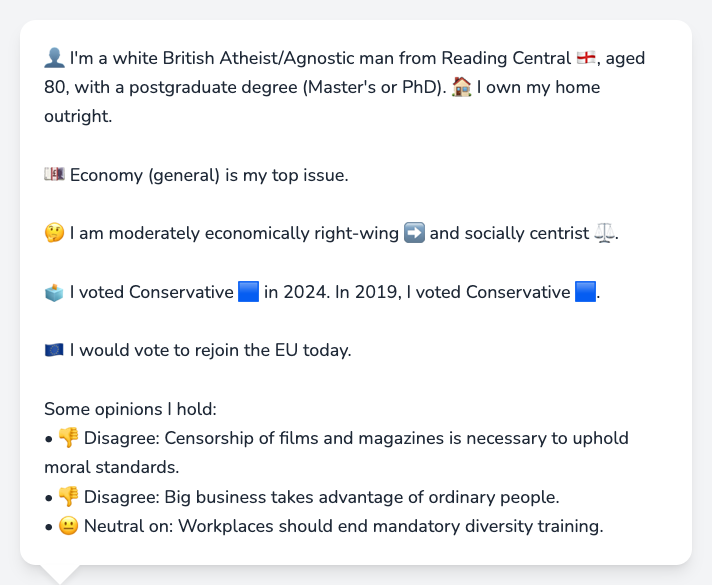 👤 I'm a white British Atheist/Agnostic man from Reading Central 🏴󠁧󠁢󠁥󠁮󠁧󠁿, aged
80, with a postgraduate degree (Master's or PhD). 🏠 I own my home
outright.
💷 Economy (general) is my top issue.
🤔 I am moderately economically right-wing ➡️ and socially centrist ⚖️.
🗳️ I voted Conservative 🟦 in 2024. In 2019, I voted Conservative 🟦.
🇪🇺 I would vote to rejoin the EU today.
Some opinions I hold:
• 👎 Disagree: Censorship of films and magazines is necessary to uphold
moral standards.
• 👎 Disagree: Big business takes advantage of ordinary people.
• 😐 Neutral on: Workplaces should end mandatory diversity training.